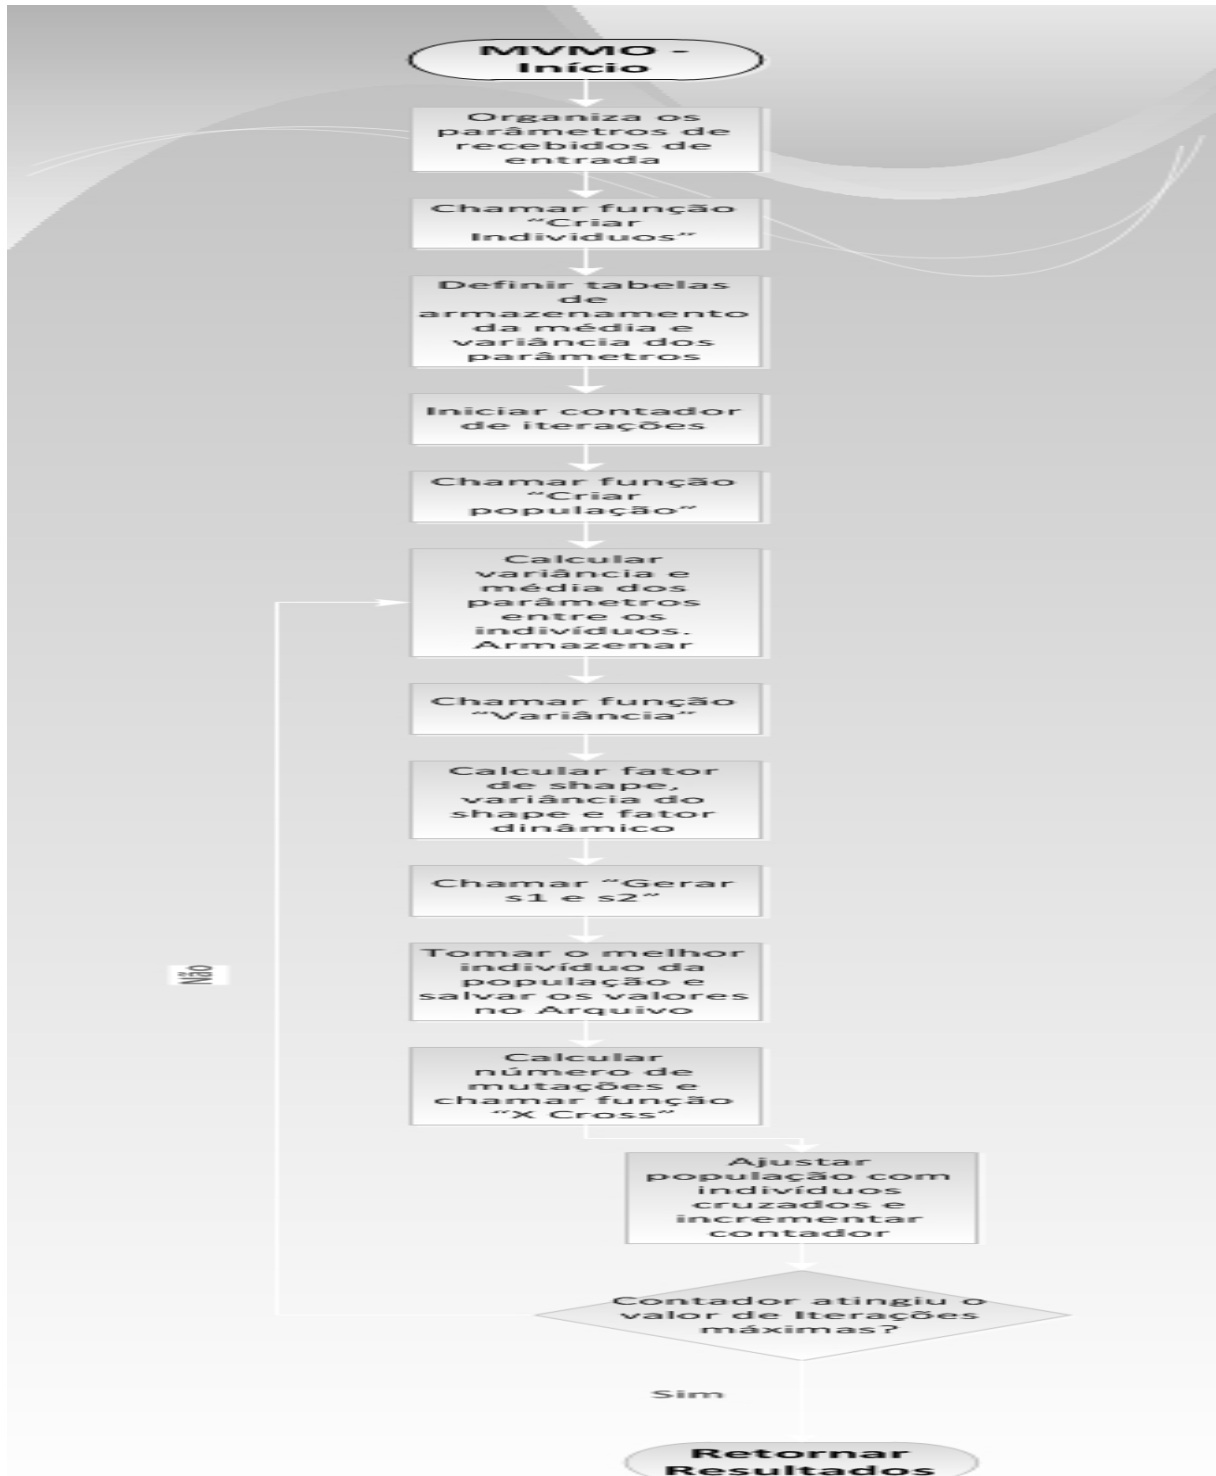 MVMO -
Início
Organiza os
parâmetros de
recebidos de
entrada
Chamar função
“Criar
Indivíduos”
Definir tabelas
de
armazenamento
da média e
variância dos
parâmetros
Iniciar contador
de iterações
Chamar função
“Criar
população”
Calcular
variância e
média dos
parâmetros
entre os
indivíduos.
Armazenar
Chamar função
“Variância”
Calcular fator
de shape,
variância do
shape e fator
dinâmico
Chamar “Gerar
s1 e s2”
Tomar o melhor
indivíduo da
população e
salvar os valores
no Arquivo
Calcular
número de
mutações e
chamar função
“X Cross”
Ajustar
população com
indivíduos
cruzados e
incrementar
contador
Contador atingiu o
valor de Iterações
máximas?
Não
Sim
Retornar
Resultados